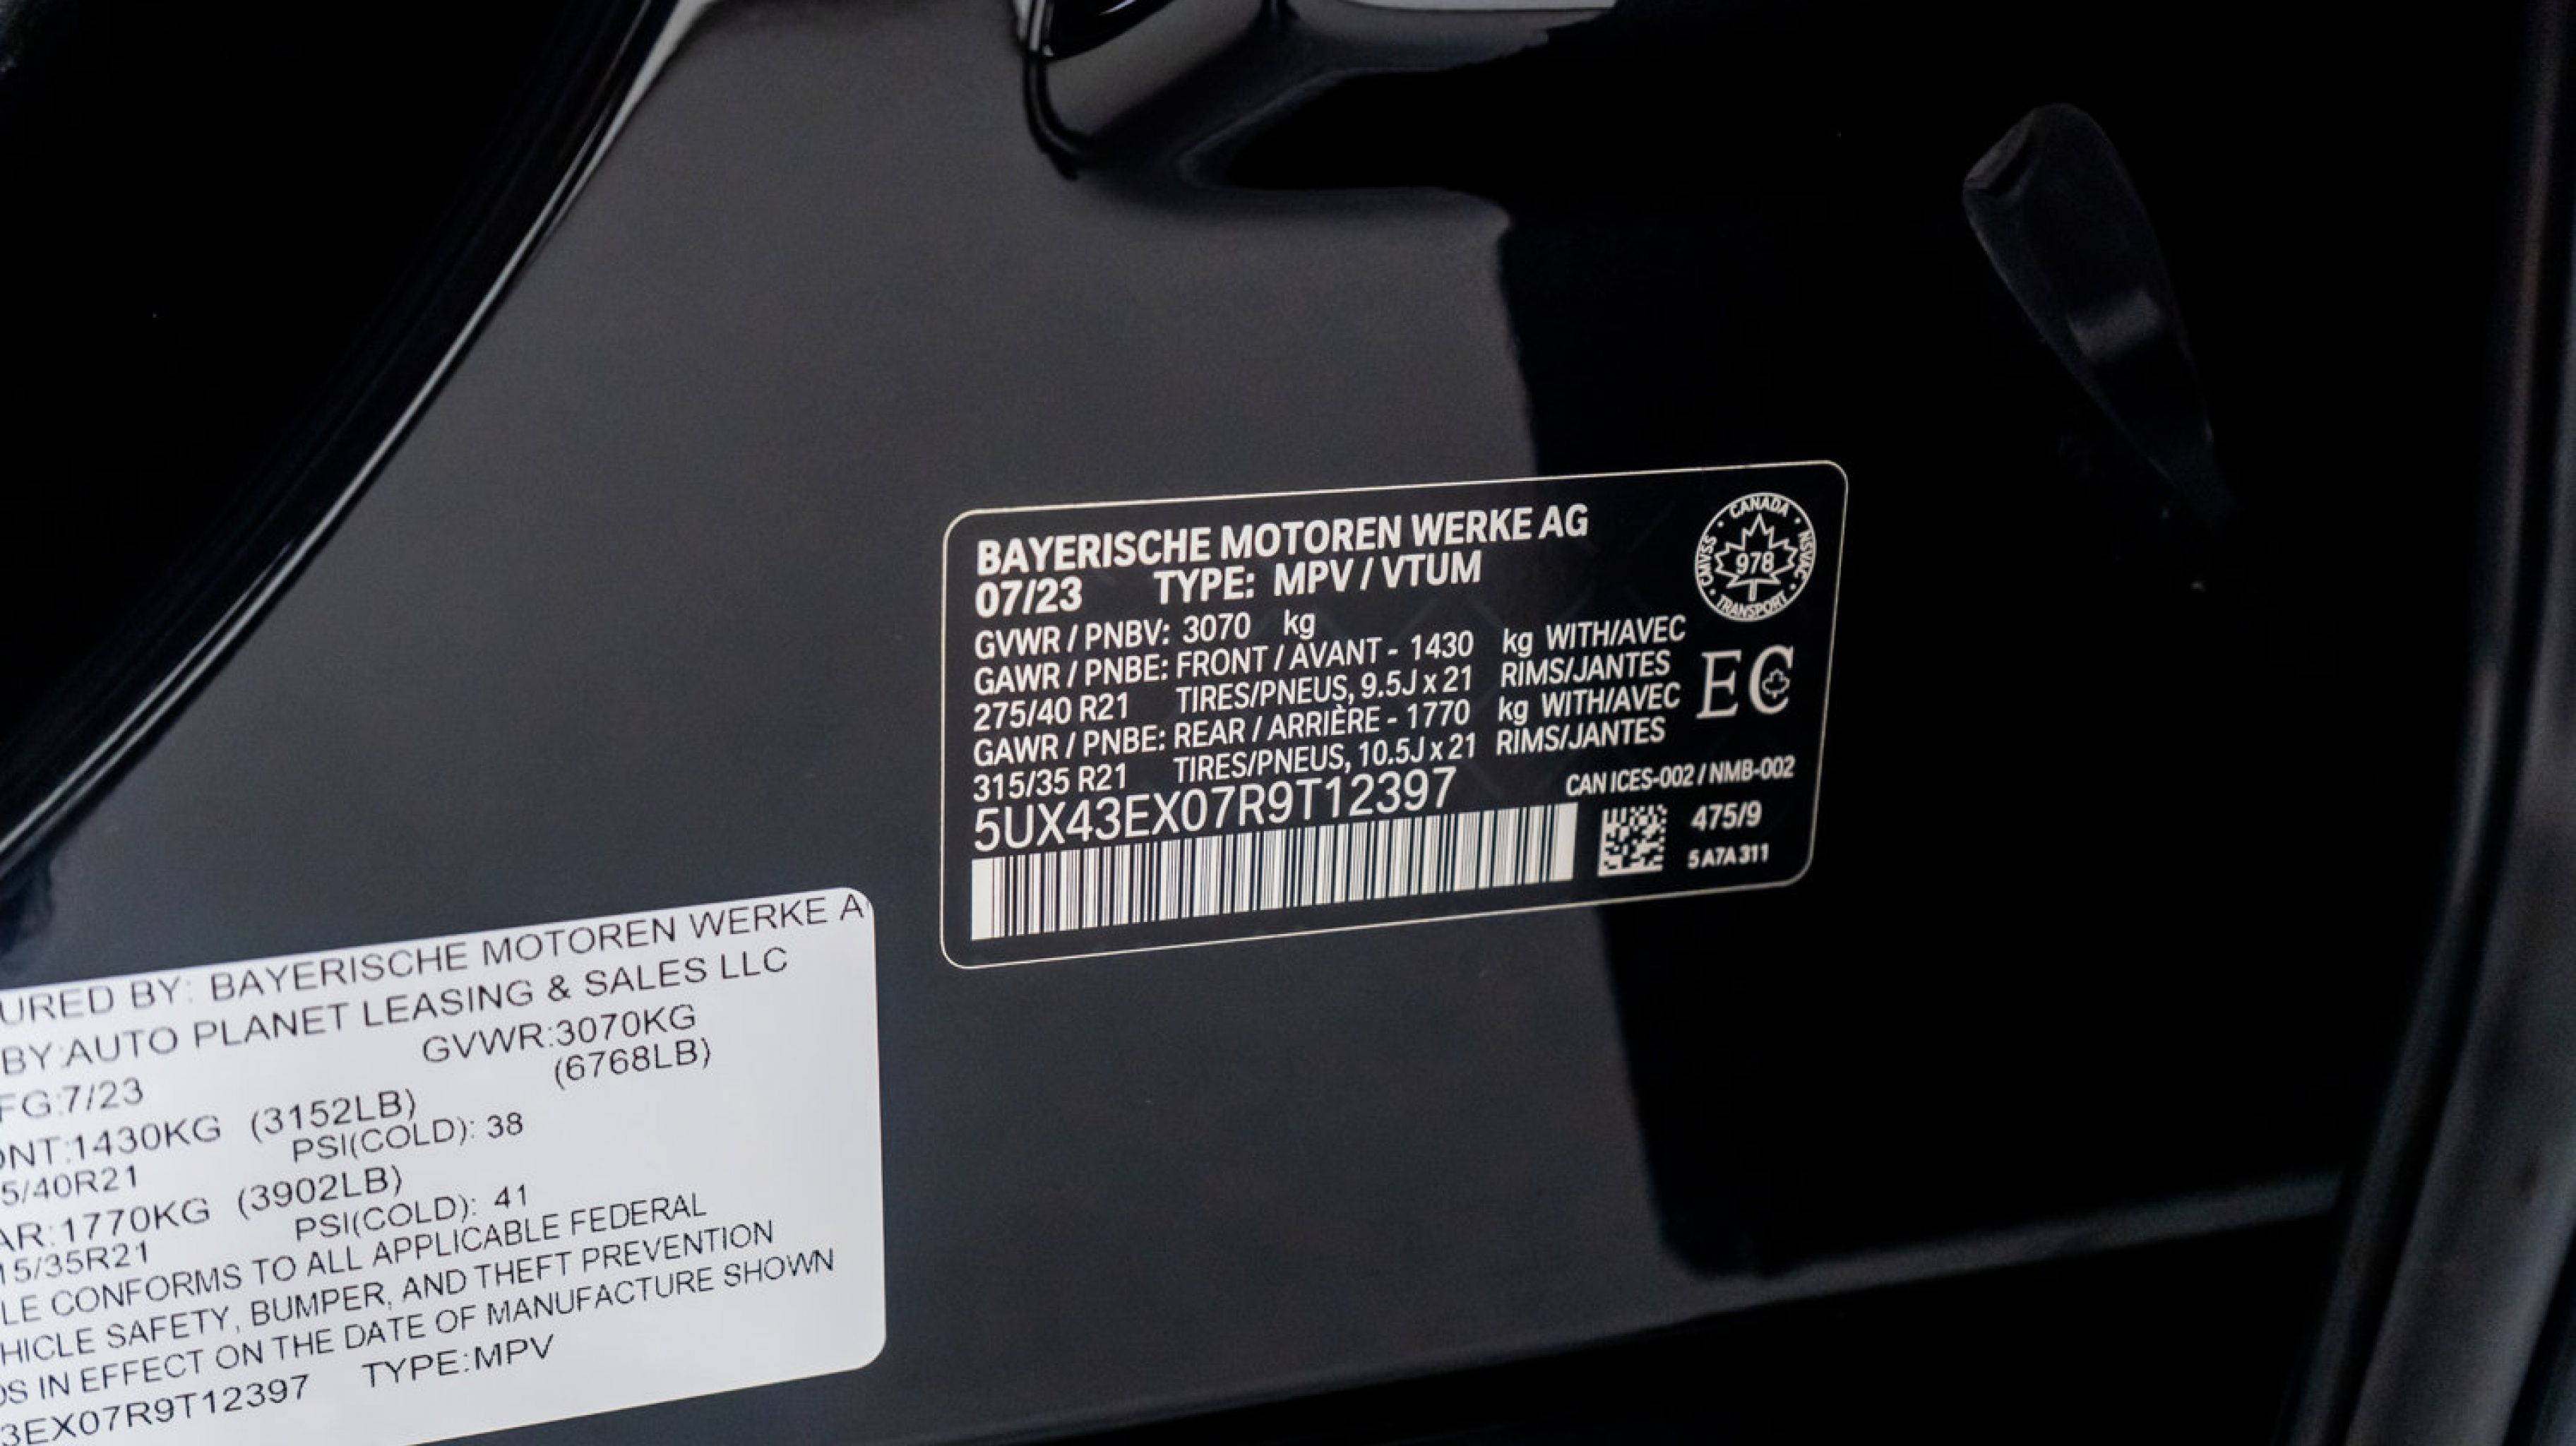 BAYERISCHE MOTOREN WERKE AG
07/23 TYPE: MPV / VTUM
GVWR / PNBV: 3070 kg
GAWR / PNBE: FRONT / AVANT - 1430 kg WITH/AVEC
275/40 R21 TIRES/PNEUS, 9.5J x 21 RIMS/JANTES
GAWR / PNBE: REAR / ARRIÈRE - 1770 kg WITH/AVEC
315/35 R21 TIRES/PNEUS, 10.5J x 21 RIMS/JANTES
5UX43EX07R9T12397
CANADA
CMVSS 978 NSVAC
TRANSPORT
EC
CAN ICES-002 / NMB-002
475/9
5A7A311
URED BY: BAYERISCHE MOTOREN WERKE A
BY:AUTO PLANET LEASING & SALES LLC
FG:7/23 GVWR:3070KG
(6768LB)
ONT:1430KG (3152LB)
5/40R21 PSI(COLD): 38
AR:1770KG (3902LB)
15/35R21 PSI(COLD): 41
LE CONFORMS TO ALL APPLICABLE FEDERAL
HICLE SAFETY, BUMPER, AND THEFT PREVENTION
DS IN EFFECT ON THE DATE OF MANUFACTURE SHOWN
3EX07R9T12397 TYPE:MPV